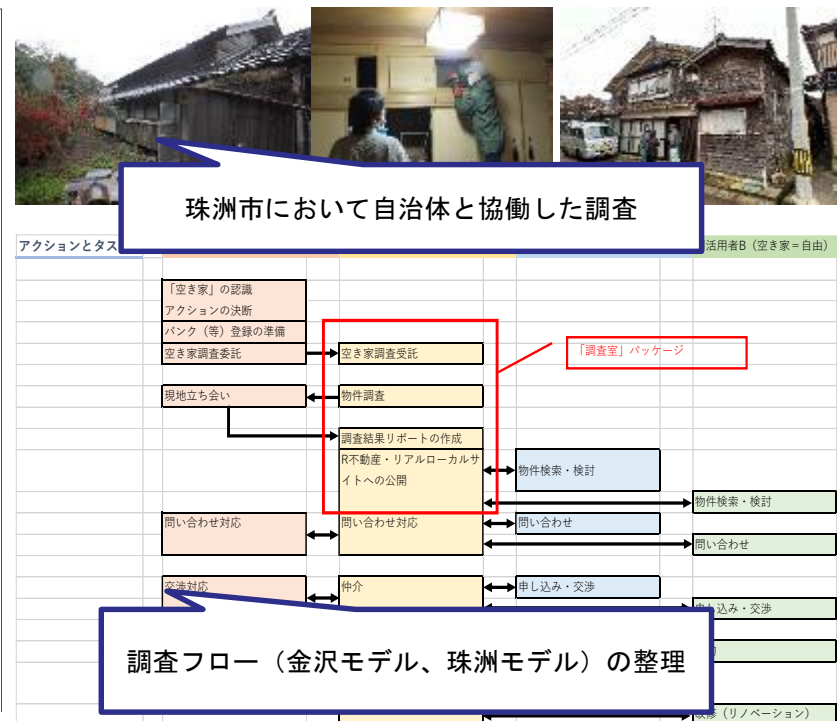 珠洲市において自治体と協働した調査
アクションとタス
活用者B（空き家＝自由）
「空き家」の認識
アクションの決断
バンク（等）登録の準備
空き家調査委託
空き家調査受託
「調査室」パッケージ
現地立ち会い
物件調査
調査結果リポートの作成
R不動産・リアルローカルサ
イトへの公開
物件検索・検討
物件検索・検討
問い合わせ対応
問い合わせ対応
問い合わせ
問い合わせ
交渉対応
仲介
申し込み・交渉
申し込み・交渉
調査フロー（金沢モデル、珠洲モデル）の整理
改修（リノベーション）